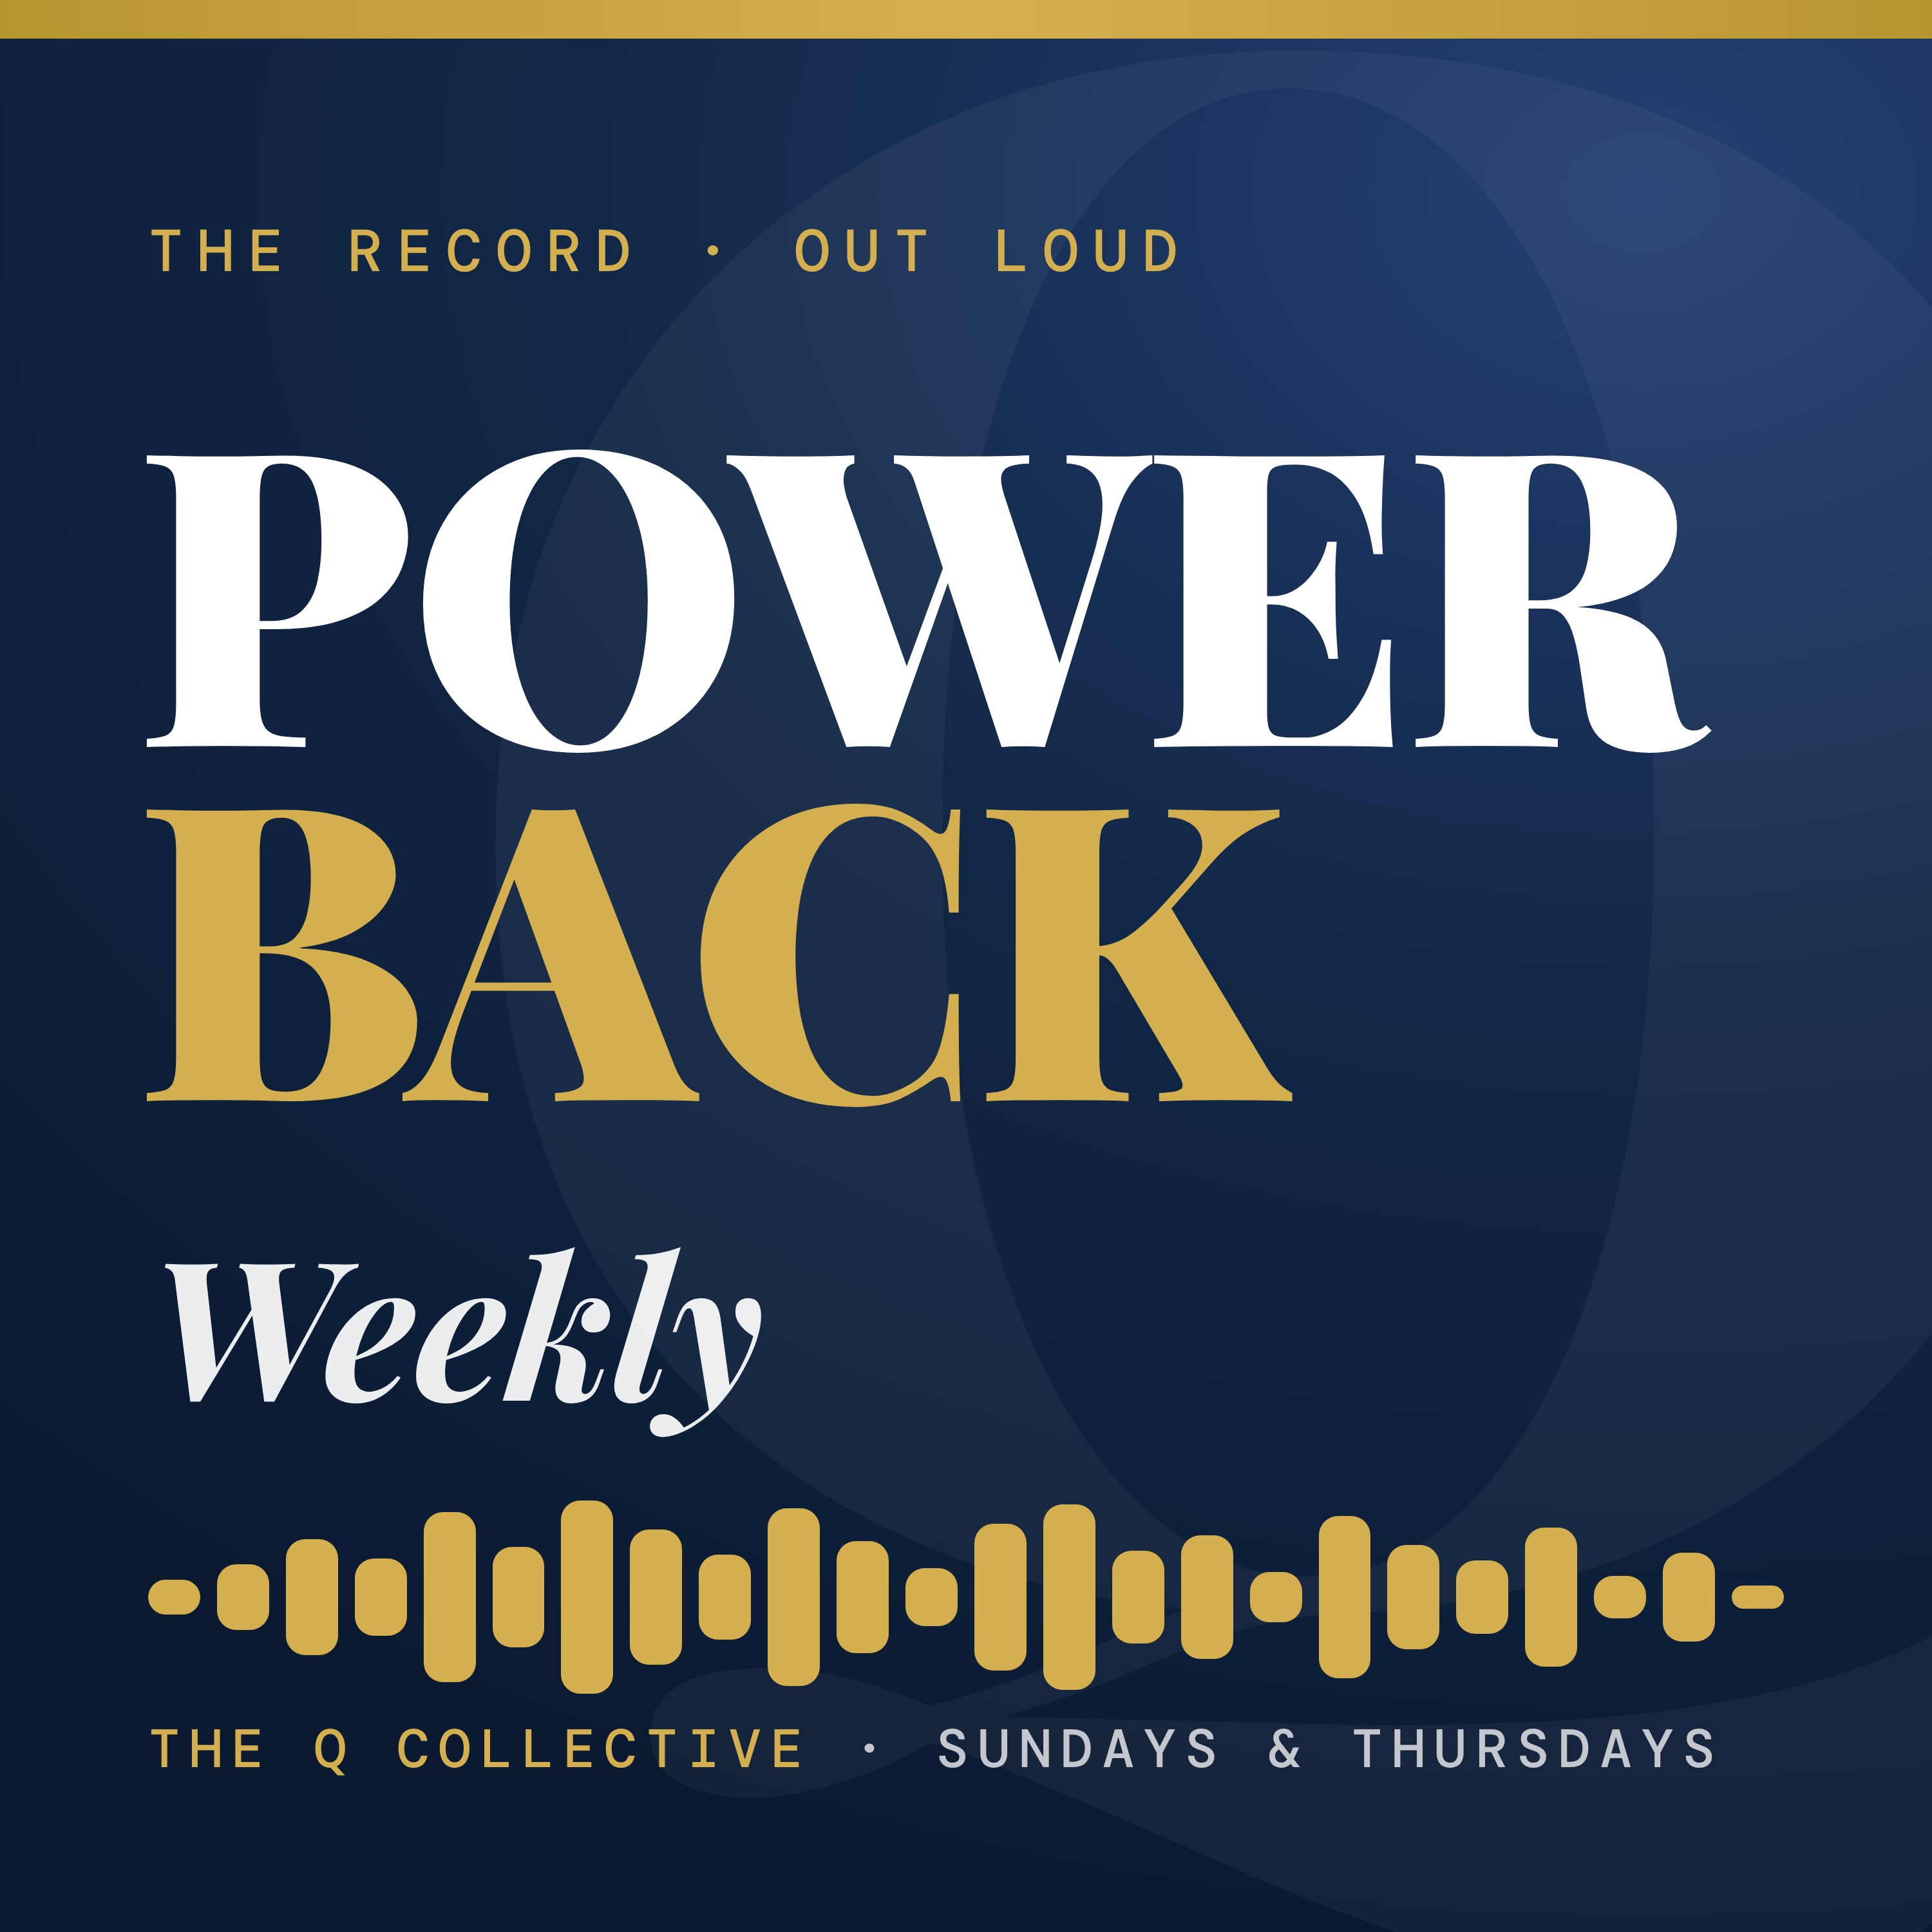 THE RECORD · OUT LOUD
POWER
BACK
Weekly
THE Q COLLECTIVE · SUNDAYS & THURSDAYS